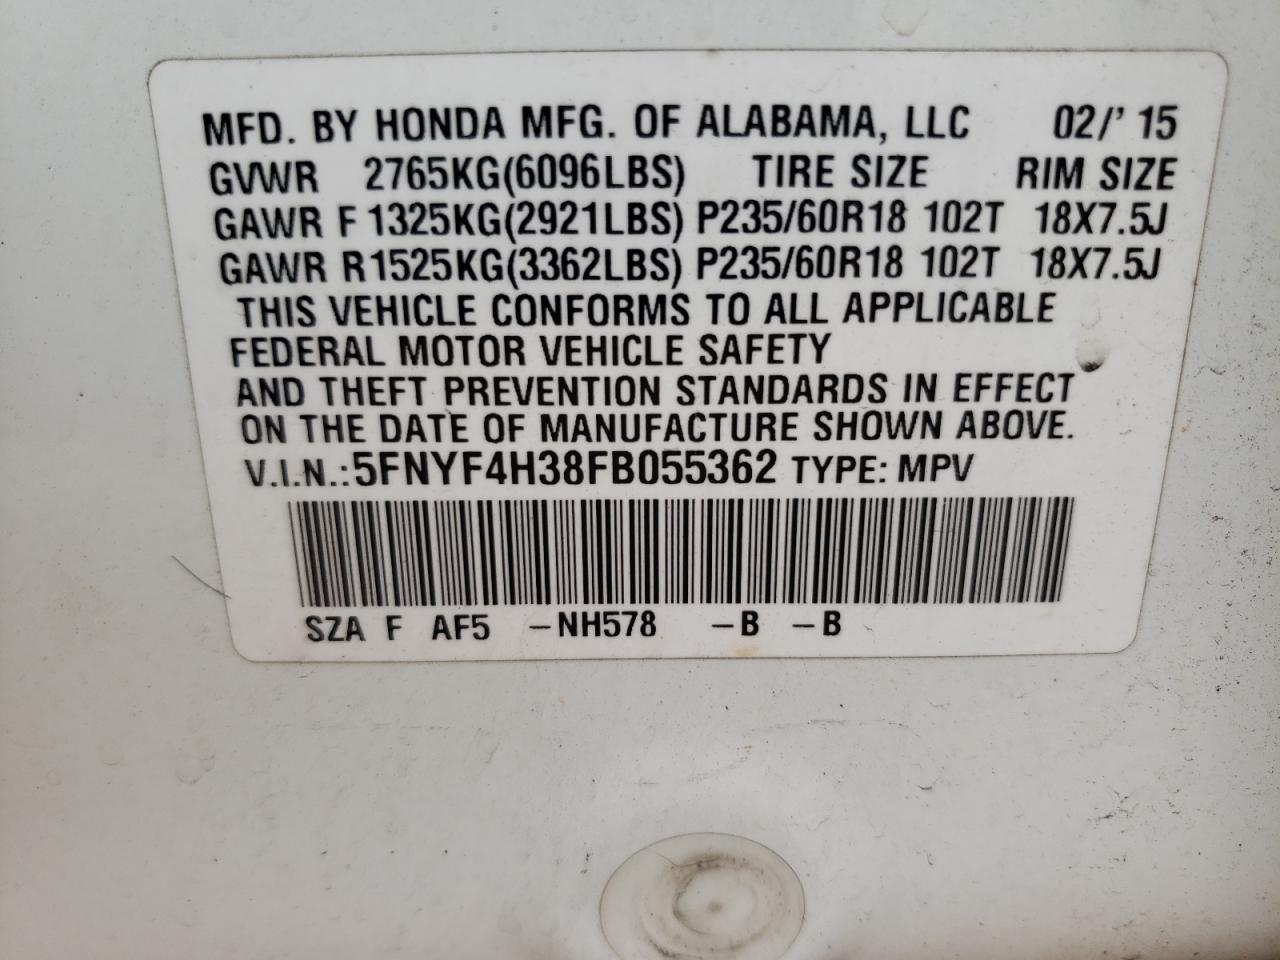 MFD. BY HONDA MFG. OF ALABAMA, LLC 02/' 15
GVWR 2765KG(6096LBS) TIRE SIZE RIM SIZE
GAWR F 1325KG(2921LBS) P235/60R18 102T 18X7.5J
GAWR R 1525KG(3362LBS) P235/60R18 102T 18X7.5J
THIS VEHICLE CONFORMS TO ALL APPLICABLE
FEDERAL MOTOR VEHICLE SAFETY
AND THEFT PREVENTION STANDARDS IN EFFECT
ON THE DATE OF MANUFACTURE SHOWN ABOVE.
V.I.N.: 5FNYF4H38FB055362 TYPE: MPV
SZA F AF5 -NH578 -B -B